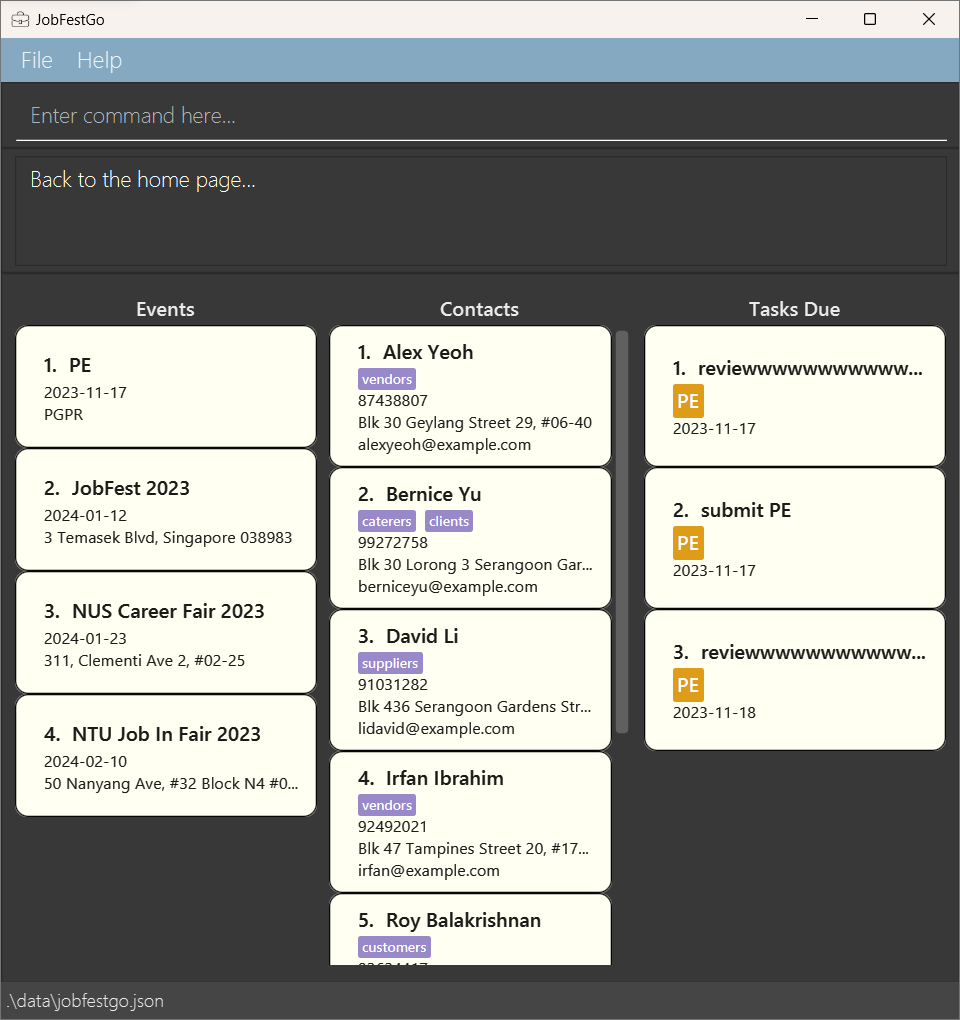 JobFestGo
File Help
Enter command here...
Back to the home page...
Events
1. PE
2023-11-17
PGPR
2. JobFest 2023
2024-01-12
3 Temasek Blvd, Singapore 038983
3. NUS Career Fair 2023
2024-01-23
311, Clementi Ave 2, #02-25
4. NTU Job In Fair 2023
2024-02-10
50 Nanyang Ave, #32 Block N4 #0...
Contacts
1. Alex Yeoh
vendors
87438807
Blk 30 Geylang Street 29, #06-40
alexyeoh@example.com
2. Bernice Yu
caterers clients
99272758
Blk 30 Lorong 3 Serangoon Gar...
berniceyu@example.com
3. David Li
suppliers
91031282
Blk 436 Serangoon Gardens Str...
lidavid@example.com
4. Irfan Ibrahim
vendors
92492021
Blk 47 Tampines Street 20, #17...
irfan@example.com
5. Roy Balakrishnan
customers
Tasks Due
1. reviewwwwwwwwwwww...
PE
2023-11-17
2. submit PE
PE
2023-11-17
3. reviewwwwwwwwwwww...
PE
2023-11-18
.\data\jobfestgo.json